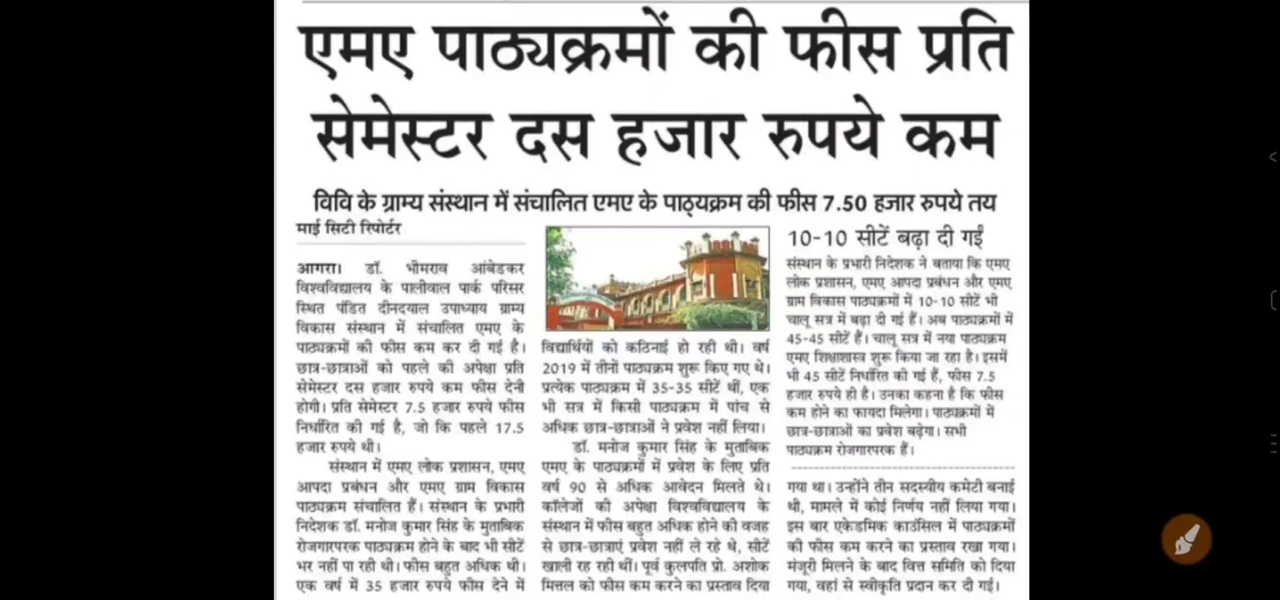 एमए पाठ्यक्रमों की फीस प्रति
सेमेस्टर दस हजार रुपये कम
विवि के ग्राम्य संस्थान में संचालित एमए के पाठ्यक्रम की फीस 7.50 हजार रुपये तय
माई सिटी रिपोर्टर
आगरा। डॉ. भीमराव आंबेडकर
विश्वविद्यालय के पालीवाल पार्क परिसर
स्थित पंडित दीनदयाल उपाध्याय ग्राम्य
विकास संस्थान में संचालित एमए के
पाठ्यक्रमों की फीस कम कर दी गई है।
छात्र-छात्राओं को पहले की अपेक्षा प्रति
सेमेस्टर दस हजार रुपये कम फीस देनी
होगी। प्रति सेमेस्टर 7.5 हजार रुपये फीस
निर्धारित की गई है, जो कि पहले 17.5
हजार रुपये थी।
संस्थान में एमए लोक प्रशासन, एमए
आपदा प्रबंधन और एमए ग्राम विकास
पाठ्यक्रम संचालित हैं। संस्थान के प्रभारी
निदेशक डॉ. मनोज कुमार सिंह के मुताबिक
रोजगारपरक पाठ्यक्रम होने के बाद भी सीटें
भर नहीं पा रही थी। फीस बहुत अधिक थी।
एक वर्ष में 35 हजार रुपये फीस देने में
विद्यार्थियों को कठिनाई हो रही थी। वर्ष
2019 में तीनों पाठ्यक्रम शुरू किए गए थे।
प्रत्येक पाठ्यक्रम में 35-35 सीटें थीं, एक
भी सत्र में किसी पाठ्यक्रम में पांच से
अधिक छात्र-छात्राओं ने प्रवेश नहीं लिया।
डॉ. मनोज कुमार सिंह के मुताबिक
एमए के पाठ्यक्रमों में प्रवेश के लिए प्रति
वर्ष 90 से अधिक आवेदन मिलते थे।
कॉलेजों की अपेक्षा विश्वविद्यालय के
संस्थान में फीस बहुत अधिक होने की वजह
से छात्र-छात्राएं प्रवेश नहीं ले रहे थे, सीटें
खाली रह रही थीं। पूर्व कुलपति प्रो. अशोक
मित्तल को फीस कम करने का प्रस्ताव दिया
10-10 सीटें बढ़ा दी गईं
संस्थान के प्रभारी निदेशक ने बताया कि एमए
लोक प्रशासन, एमए आपदा प्रबंधन और एमए
ग्राम विकास पाठ्यक्रमों में 10-10 सीटें भी
चालू सत्र में बढ़ा दी गई हैं। अब पाठ्यक्रमों में
45-45 सीटें हैं। चालू सत्र में नया पाठ्यक्रम
एमए शिक्षाशास्त्र शुरू किया जा रहा है। इसमें
भी 45 सीटें निर्धारित की गई हैं, फीस 7.5
हजार रुपये ही है। उनका कहना है कि फीस
कम होने का फायदा मिलेगा। पाठ्यक्रमों में
छात्र-छात्राओं का प्रवेश बढ़ेगा। सभी
पाठ्यक्रम रोजगारपरक हैं।
गया था। उन्होंने तीन सदस्यीय कमेटी बनाई
थी, मामले में कोई निर्णय नहीं लिया गया।
इस बार एकेडमिक काउंसिल में पाठ्यक्रमों
की फीस कम करने का प्रस्ताव रखा गया।
मंजूरी मिलने के बाद वित्त समिति को दिया
गया, वहां से स्वीकृति प्रदान कर दी गई।